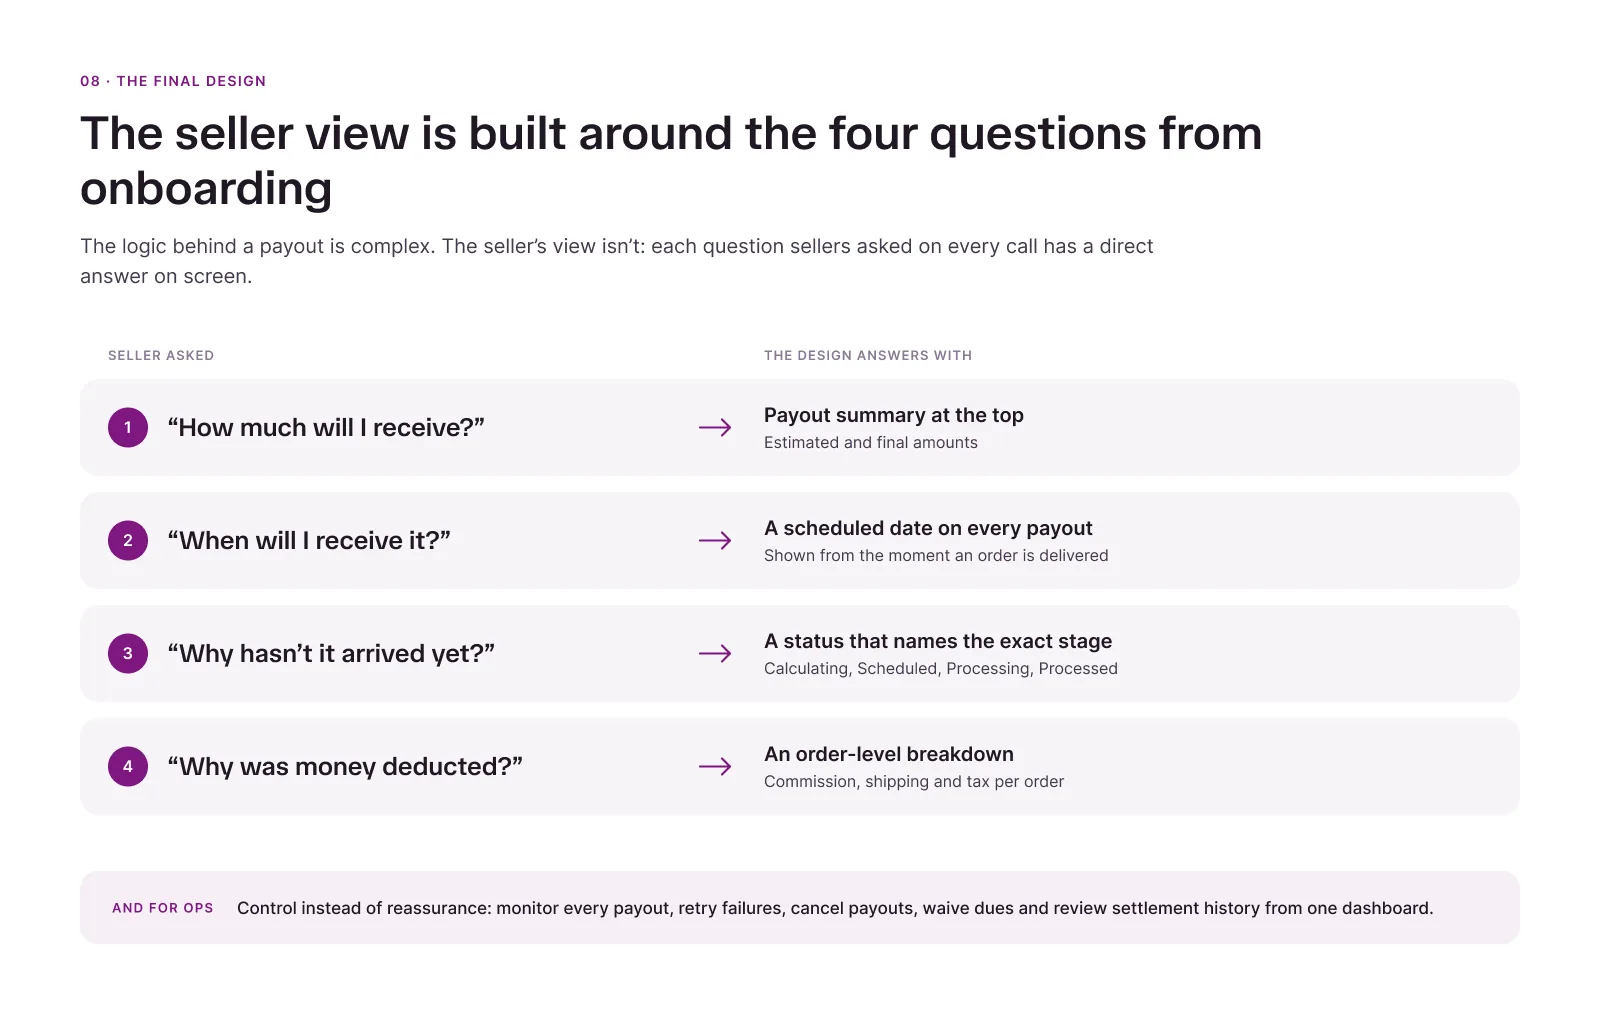 08 · THE FINAL DESIGN
The seller view is built around the four questions from
onboarding
The logic behind a payout is complex. The seller’s view isn’t: each question sellers asked on every call has a direct
answer on screen.
SELLER ASKED
THE DESIGN ANSWERS WITH
1
“How much will I receive?”
→
Payout summary at the top
Estimated and final amounts
2
“When will I receive it?”
→
A scheduled date on every payout
Shown from the moment an order is delivered
3
“Why hasn’t it arrived yet?”
→
A status that names the exact stage
Calculating, Scheduled, Processing, Processed
4
“Why was money deducted?”
→
An order-level breakdown
Commission, shipping and tax per order
AND FOR OPS
Control instead of reassurance: monitor every payout, retry failures, cancel payouts, waive dues and review settlement history from one dashboard.